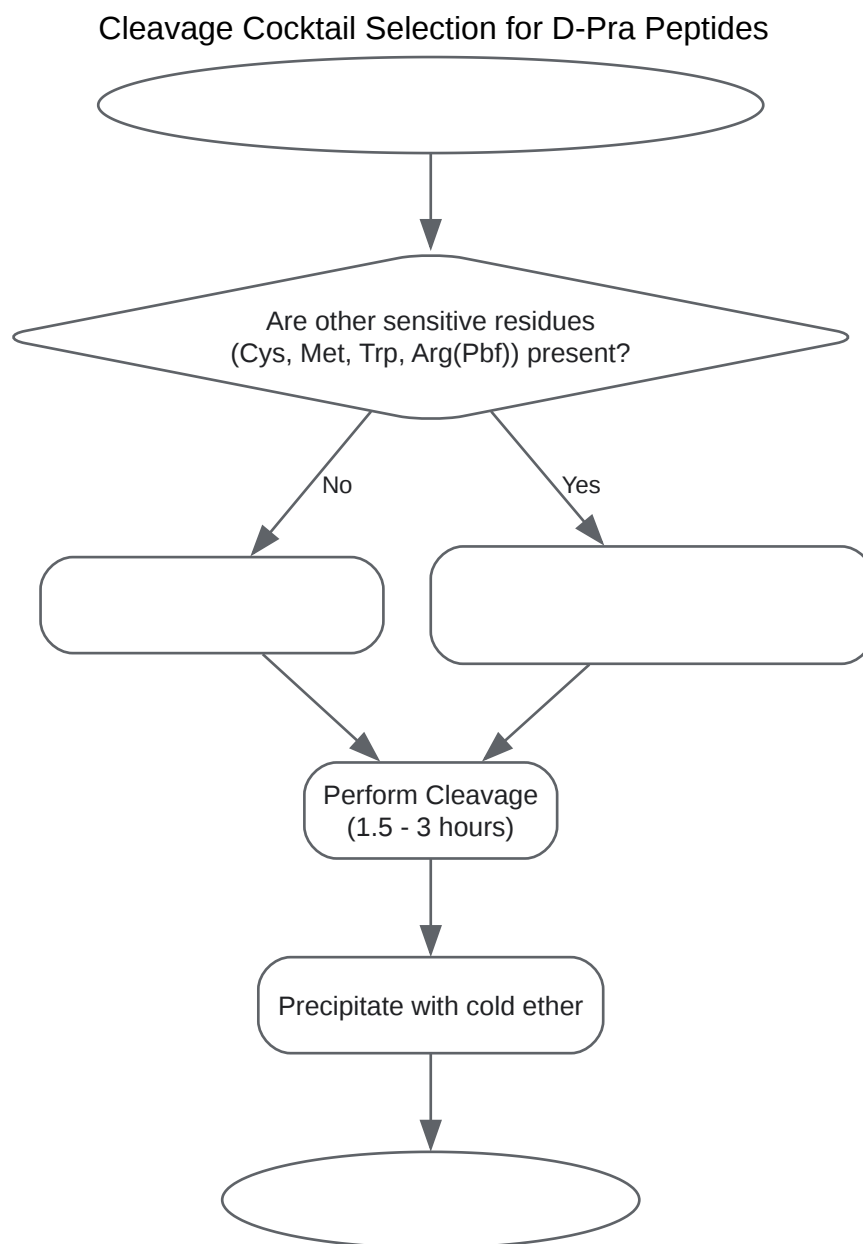 Cleavage Cocktail Selection for D-Pra Peptides
Are other sensitive residues
(Cys, Met, Trp, Arg(Pbf)) present?
No
Yes
Perform Cleavage
(1.5 - 3 hours)
Precipitate with cold ether